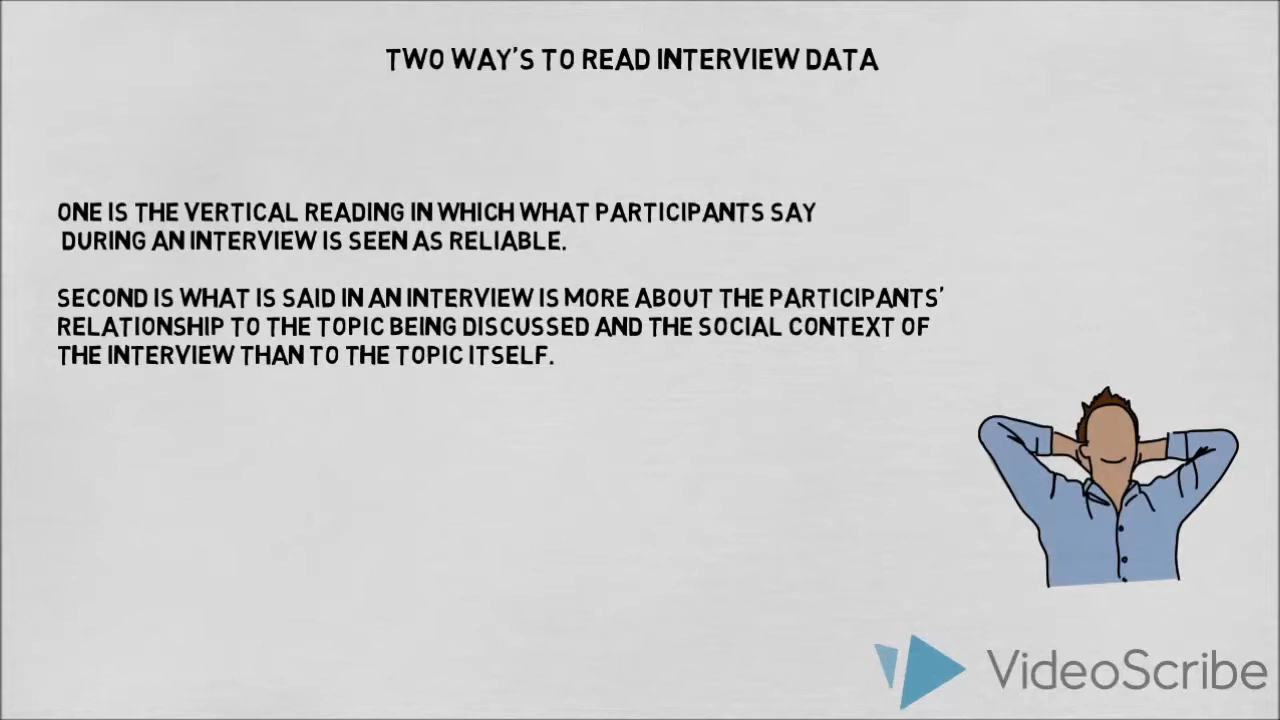 TWO WAY'S TO READ INTERVIEW DATA
ONE IS THE VERTICAL READING IN WHICH WHAT PARTICIPANTS SAY
DURING AN INTERVIEW IS SEEN AS RELIABLE.
SECOND IS WHAT IS SAID IN AN INTERVIEW IS MORE ABOUT THE PARTICIPANTS'
RELATIONSHIP TO THE TOPIC BEING DISCUSSED AND THE SOCIAL CONTEXT OF
THE INTERVIEW THAN TO THE TOPIC ITSELF.
VideoScribe